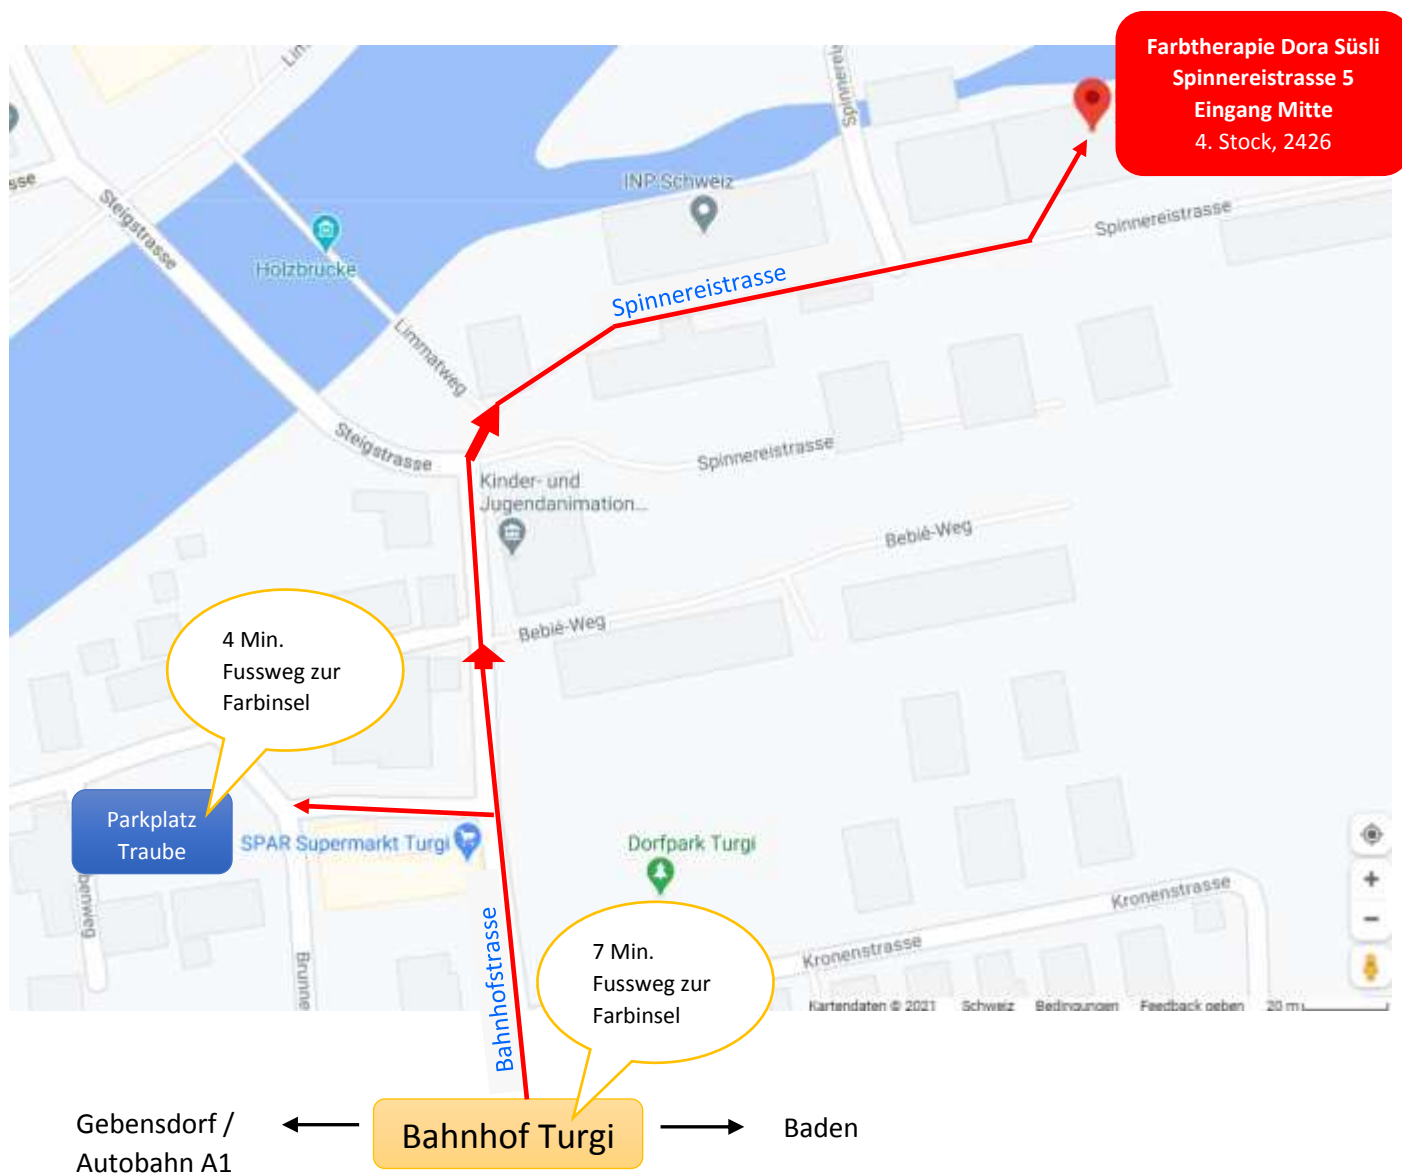 Farbtherapie Dora Süsli
Spinnereistrasse 5
Eingang Mitte
4. Stock, 2426
Steigstrasse
Holzbrücke
Limmatweg
INP Schweiz
Spinnereistrasse
Spinnereistrasse
Steigstrasse
Spinnereistrasse
Kinder- und
Jugendanimation...
Bebié-Weg
Bebié-Weg
4 Min.
Fussweg zur
Farbinsel
Parkplatz
Traube
SPAR Supermarkt Turgi
Dorfpark Turgi
Kronenstrasse
Kronenstrasse
Bahnhofstrasse
7 Min.
Fussweg zur
Farbinsel
Kartendaten © 2021 Schweiz Bedingungen Feedback geben 20 m
Gebensdorf /
Autobahn A1
Bahnhof Turgi
Baden